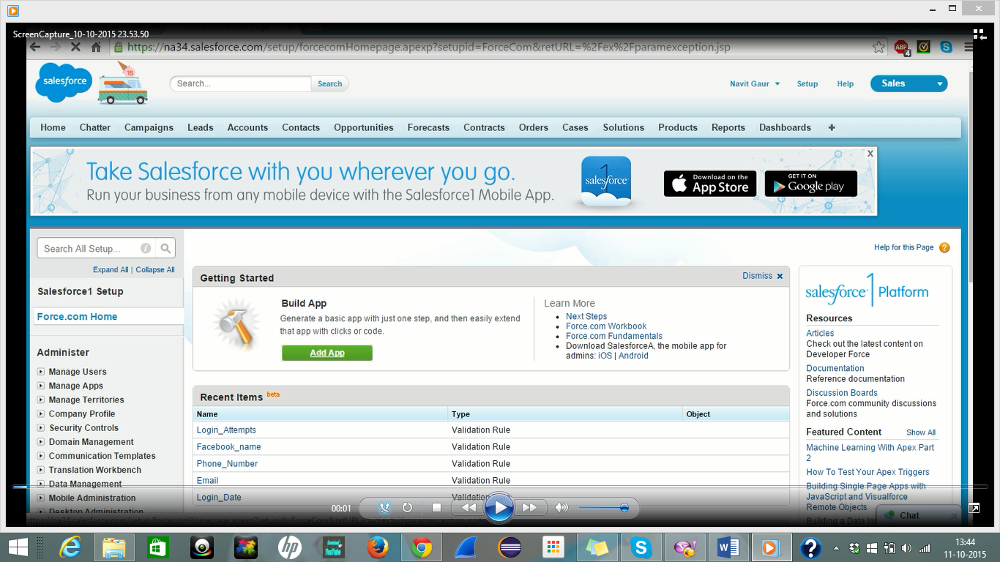 ScreenCapture_10-10-2015 23.53.50
https://na34.salesforce.com/setup/forcecomHomepage.apexp?setupid=ForceCom&retURL=%2Fex%2Fparamexception.jsp
ABP
4
salesforce
15
Search...
Search
Navit Gaur
Setup
Help
Sales
Home Chatter Campaigns Leads Accounts Contacts Opportunities Forecasts Contracts Orders Cases Solutions Products Reports Dashboards +
Take Salesforce with you wherever you go.
Run your business from any mobile device with the Salesforce1 Mobile App.
salesforce
1
Download on the
App Store
GET IT ON
Google play
X
Search All Setup...
Expand All | Collapse All
Salesforce1 Setup
Force.com Home
Administer
Manage Users
Manage Apps
Manage Territories
Company Profile
Security Controls
Domain Management
Communication Templates
Translation Workbench
Data Management
Mobile Administration
Desktop Administration
Help for this Page ?
Getting Started
Dismiss x
Build App
Generate a basic app with just one step, and then easily extend
that app with clicks or code.
Add App
Learn More
Next Steps
Force.com Workbook
Force.com Fundamentals
Download SalesforceA, the mobile app for
admins: iOS | Android
Recent Items beta
Name Type Object
Login_Attempts Validation Rule
Facebook_name Validation Rule
Phone_Number Validation Rule
Email Validation Rule
Login_Date Validation
salesforce1 Platform
Resources
Articles
Check out the latest content on
Developer Force
Documentation
Reference documentation
Discussion Boards
Force.com community discussions
and solutions
Featured Content Show All
Machine Learning With Apex Part
2
How To Test Your Apex Triggers
Building Single Page Apps with
JavaScript and Visualforce
Remote Objects
Building a Data Int
Chat
00:01
https://na34.salesforce.com/setup/forcecomHomepage.apexp?setupid=ForceCom&retURL=%2Fex%2Fparamexception.jsp
hp
Download
YouTube
13:44
11-10-2015